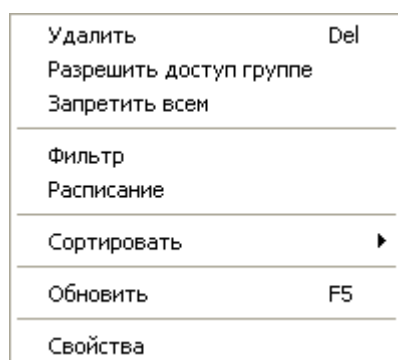 Удалить Del
Разрешить доступ группе
Запретить всем
Фильтр
Расписание
Сортировать
Обновить F5
Свойства